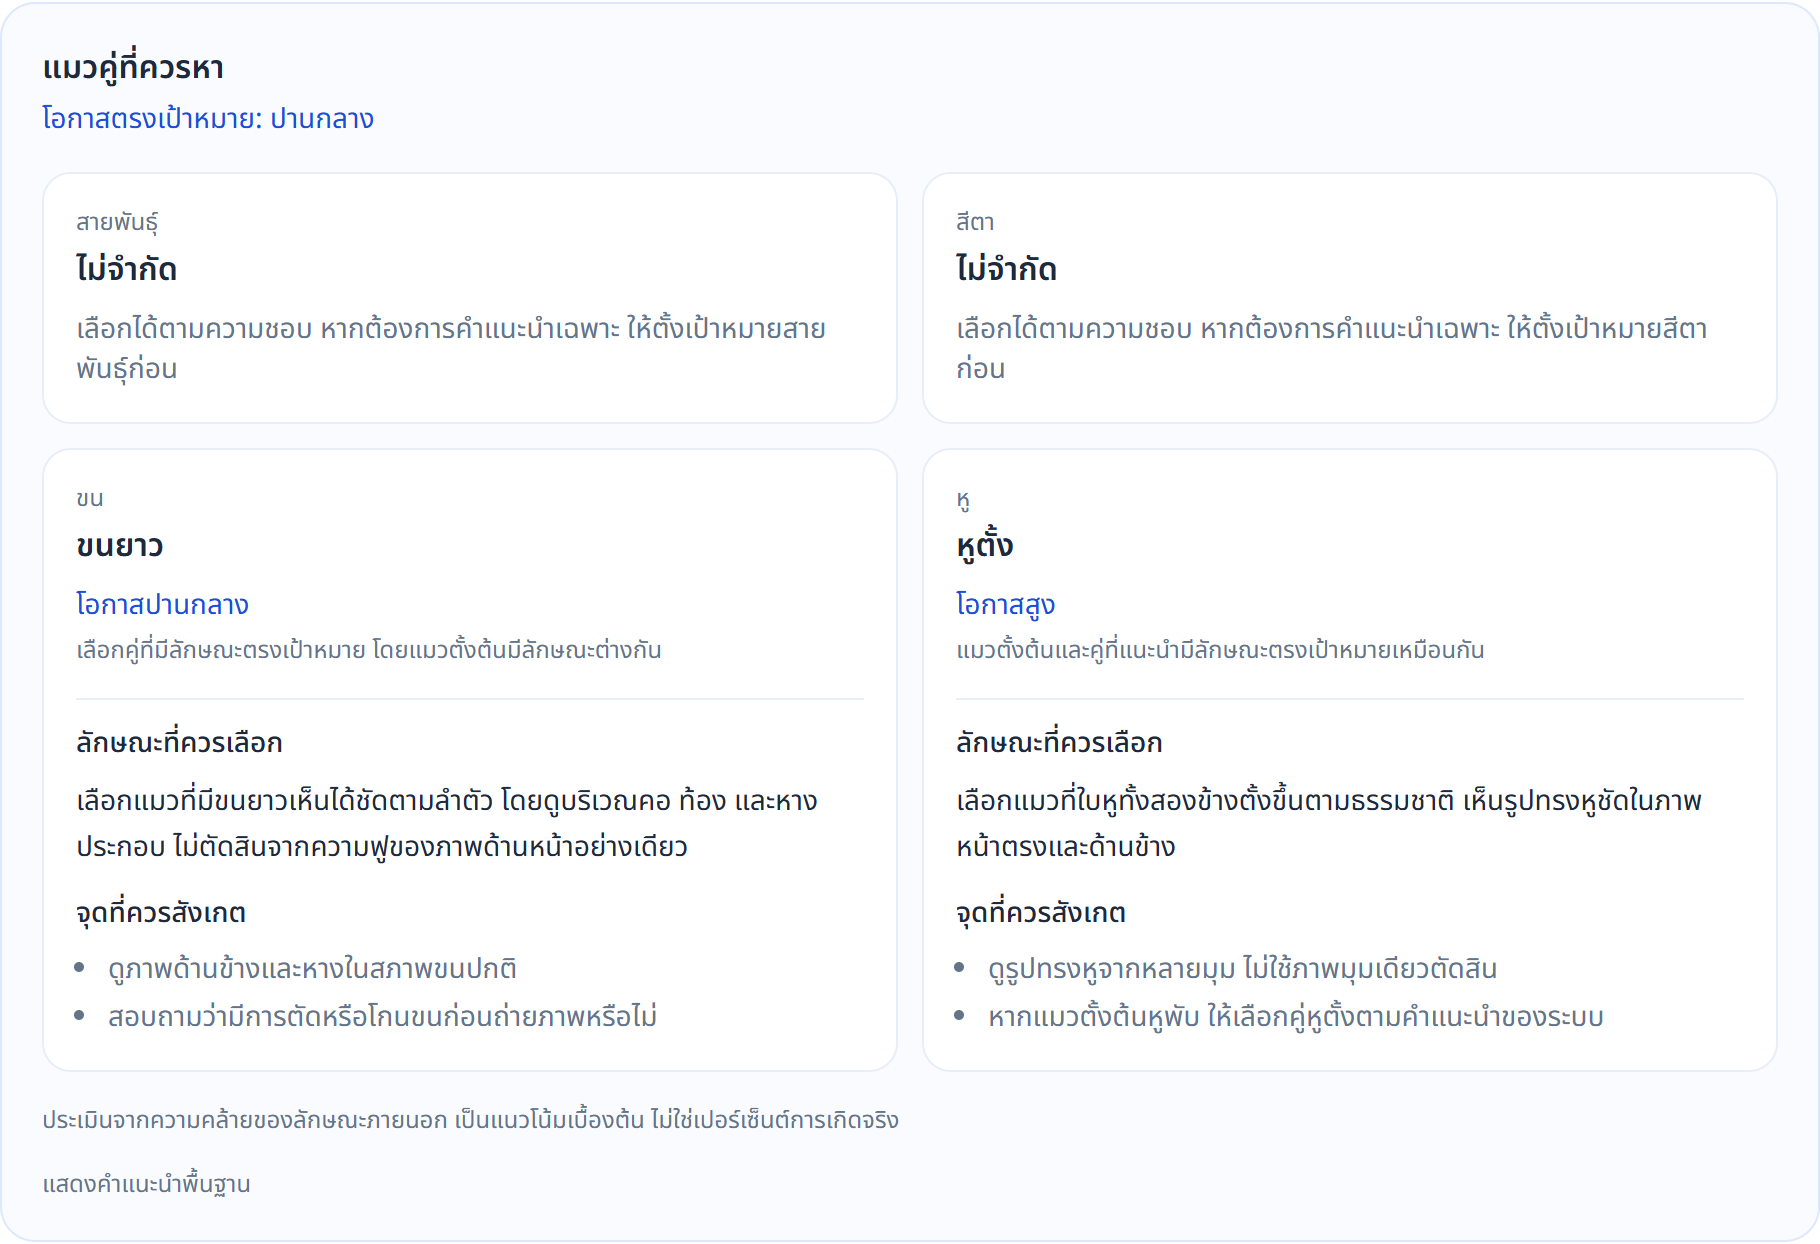 แมวคู่ที่ควรหา
โอกาสตรงเป้าหมาย: ปานกลาง
สายพันธุ์
ไม่จำกัด
เลือกได้ตามความชอบ หากต้องการคำแนะนำเฉพาะ ให้ตั้งเป้าหมายสาย
พันธุ์ก่อน
สีตา
ไม่จำกัด
เลือกได้ตามความชอบ หากต้องการคำแนะนำเฉพาะ ให้ตั้งเป้าหมายสีตา
ก่อน
ขน
ขนยาว
โอกาสปานกลาง
เลือกคู่ที่มีลักษณะตรงเป้าหมาย โดยแมวตั้งต้นมีลักษณะต่างกัน
ลักษณะที่ควรเลือก
เลือกแมวที่มีขนยาวเห็นได้ชัดตามลำตัว โดยดูบริเวณคอ ท้อง และหาง
ประกอบ ไม่ตัดสินจากความฟูของภาพด้านหน้าอย่างเดียว
จุดที่ควรสังเกต
• ดูภาพด้านข้างและหางในสภาพขนปกติ
• สอบถามว่ามีการตัดหรือโกนขนก่อนถ่ายภาพหรือไม่
หู
หูตั้ง
โอกาสสูง
แมวตั้งต้นและคู่ที่แนะนำมีลักษณะตรงเป้าหมายเหมือนกัน
ลักษณะที่ควรเลือก
เลือกแมวที่ใบหูทั้งสองข้างตั้งขึ้นตามธรรมชาติ เห็นรูปทรงหูชัดในภาพ
หน้าตรงและด้านข้าง
จุดที่ควรสังเกต
• ดูรูปทรงหูจากหลายมุม ไม่ใช้ภาพมุมเดียวตัดสิน
• หากแมวตั้งต้นหูพับ ให้เลือกคู่หูตั้งตามคำแนะนำของระบบ
ประเมินจากความคล้ายของลักษณะภายนอก เป็นแนวโน้มเบื้องต้น ไม่ใช่เปอร์เซ็นต์การเกิดจริง
แสดงคำแนะนำพื้นฐาน